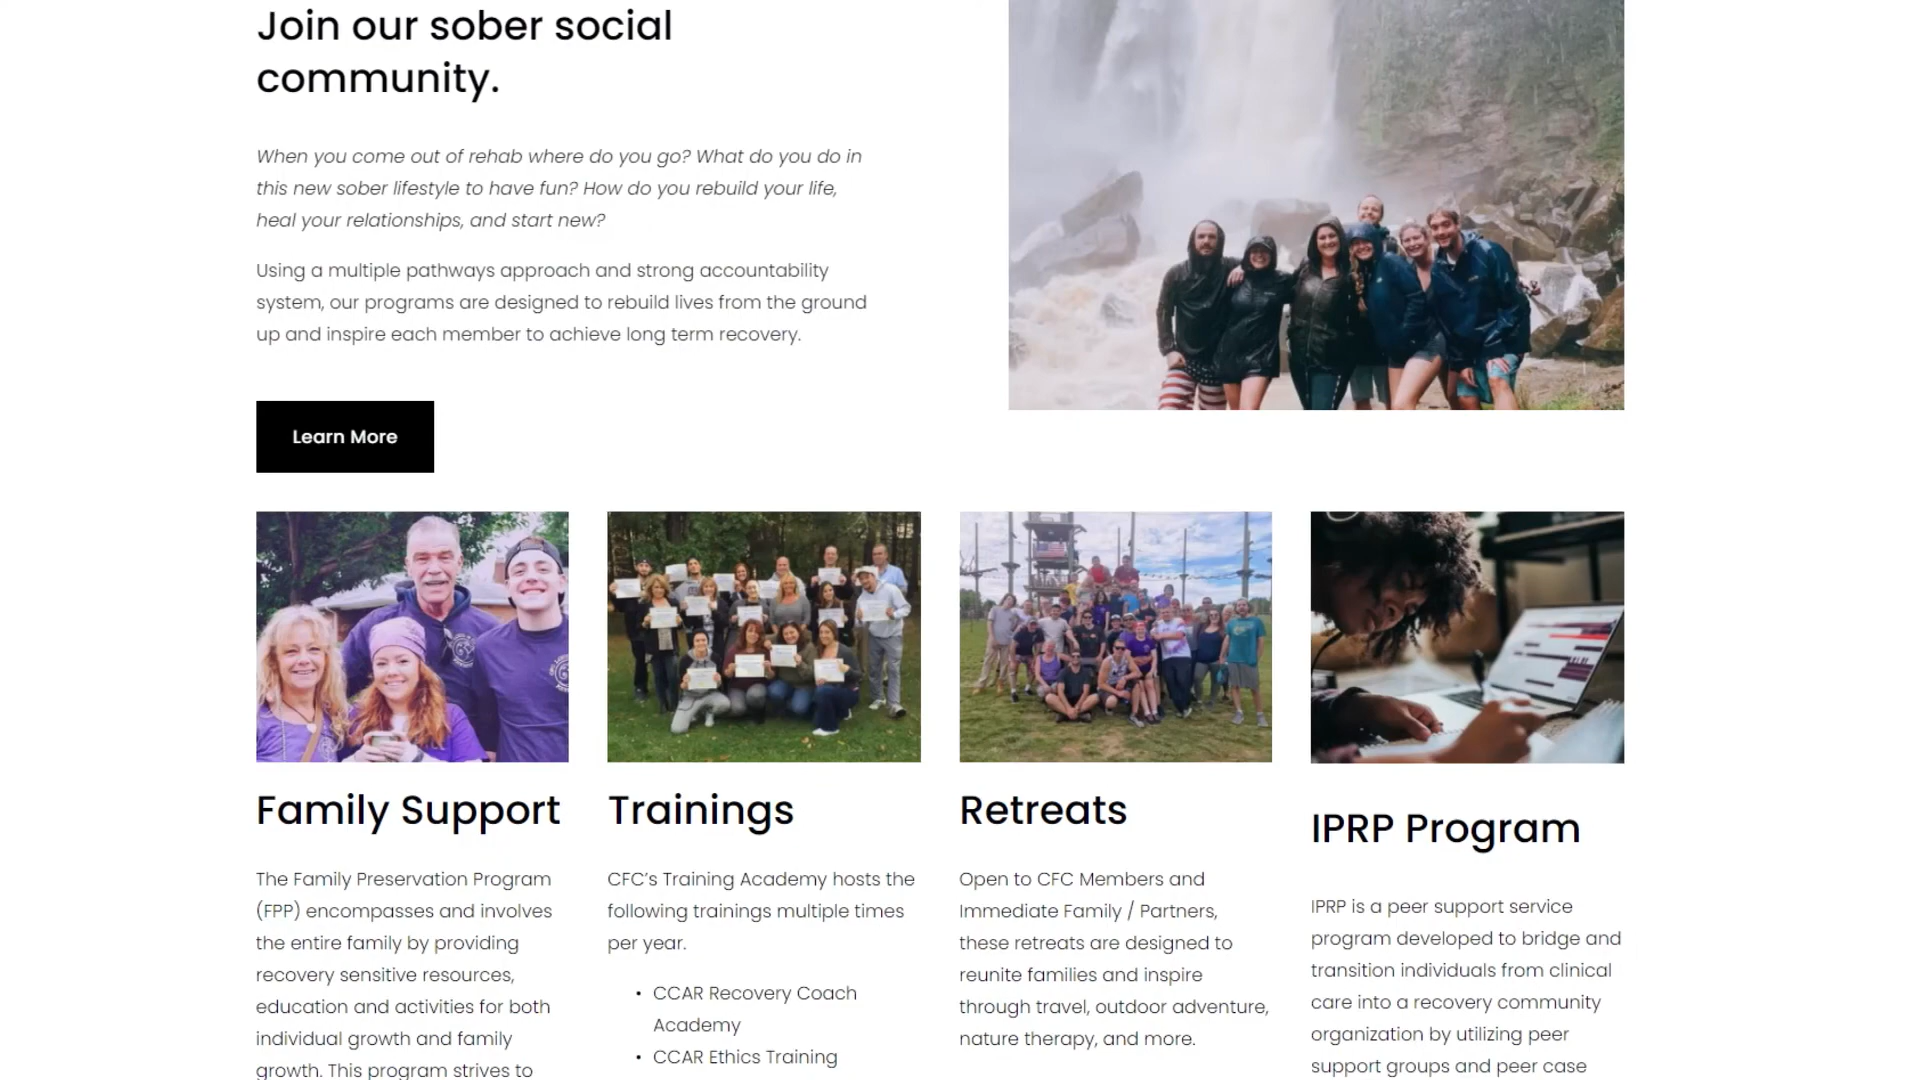 Join our sober social
community.
When you come out of rehab where do you go? What do you do in
this new sober lifestyle to have fun? How do you rebuild your life,
heal your relationships, and start new?
Using a multiple pathways approach and strong accountability
system, our programs are designed to rebuild lives from the ground
up and inspire each member to achieve long term recovery.
Learn More
Family Support
The Family Preservation Program
(FPP) encompasses and involves
the entire family by providing
recovery sensitive resources,
education and activities for both
individual growth and family
growth. This program strives to
Trainings
CFC’s Training Academy hosts the
following trainings multiple times
per year.
• CCAR Recovery Coach
Academy
• CCAR Ethics Training
Retreats
Open to CFC Members and
Immediate Family / Partners,
these retreats are designed to
reunite families and inspire
through travel, outdoor adventure,
nature therapy, and more.
IPRP Program
IPRP is a peer support service
program developed to bridge and
transition individuals from clinical
care into a recovery community
organization by utilizing peer
support groups and peer case